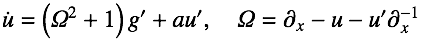 u̇ = (Ω² + 1) g′ + au′, Ω = ∂ₓ − u − u′∂ₓ⁻¹